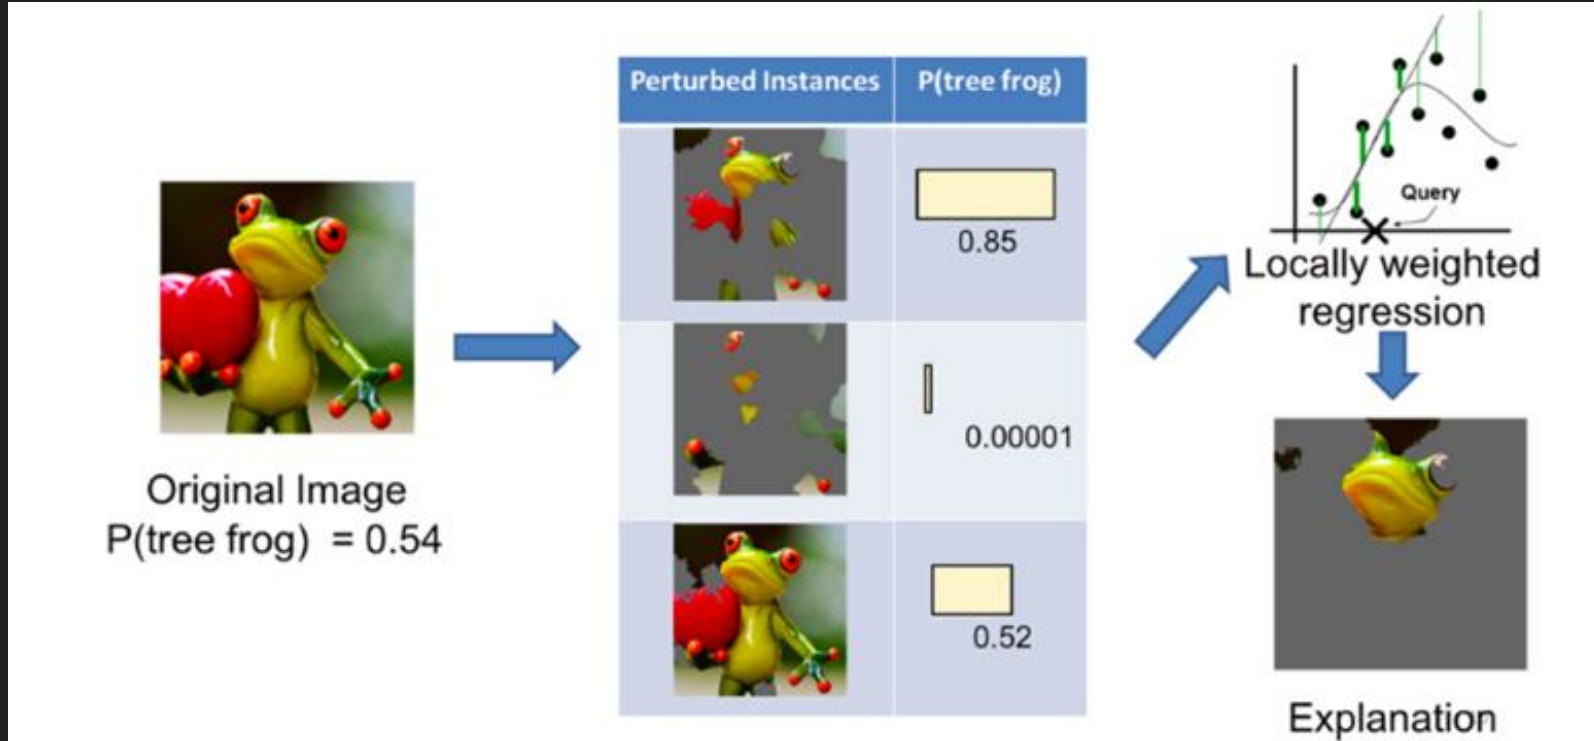 Original Image
P(tree frog) = 0.54
Perturbed Instances
P(tree frog)
0.85
0.00001
0.52
Query
Locally weighted
regression
Explanation